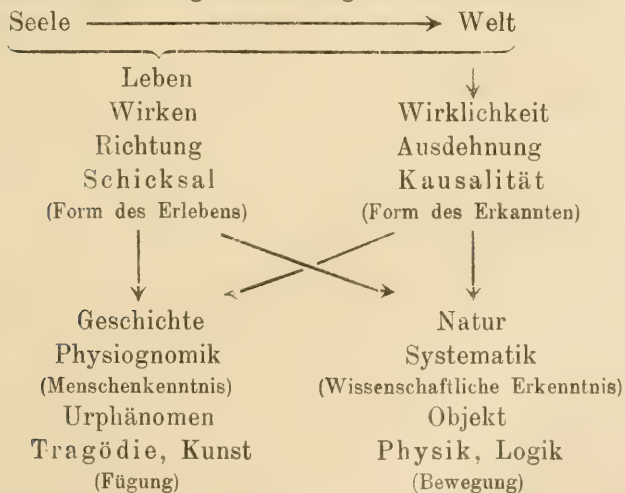 Seele Welt
Leben
Wirken Wirklichkeit
Richtung Ausdehnung
Schicksal Kausalität
(Form des Erlebens) (Form des Erkannten)
Geschichte Natur
Physiognomik Systematik
(Menschenkenntnis) (Wissenschaftliche Erkenntnis)
Urphänomen Objekt
Tragödie, Kunst Physik, Logik
(Fügung) (Bewegung)